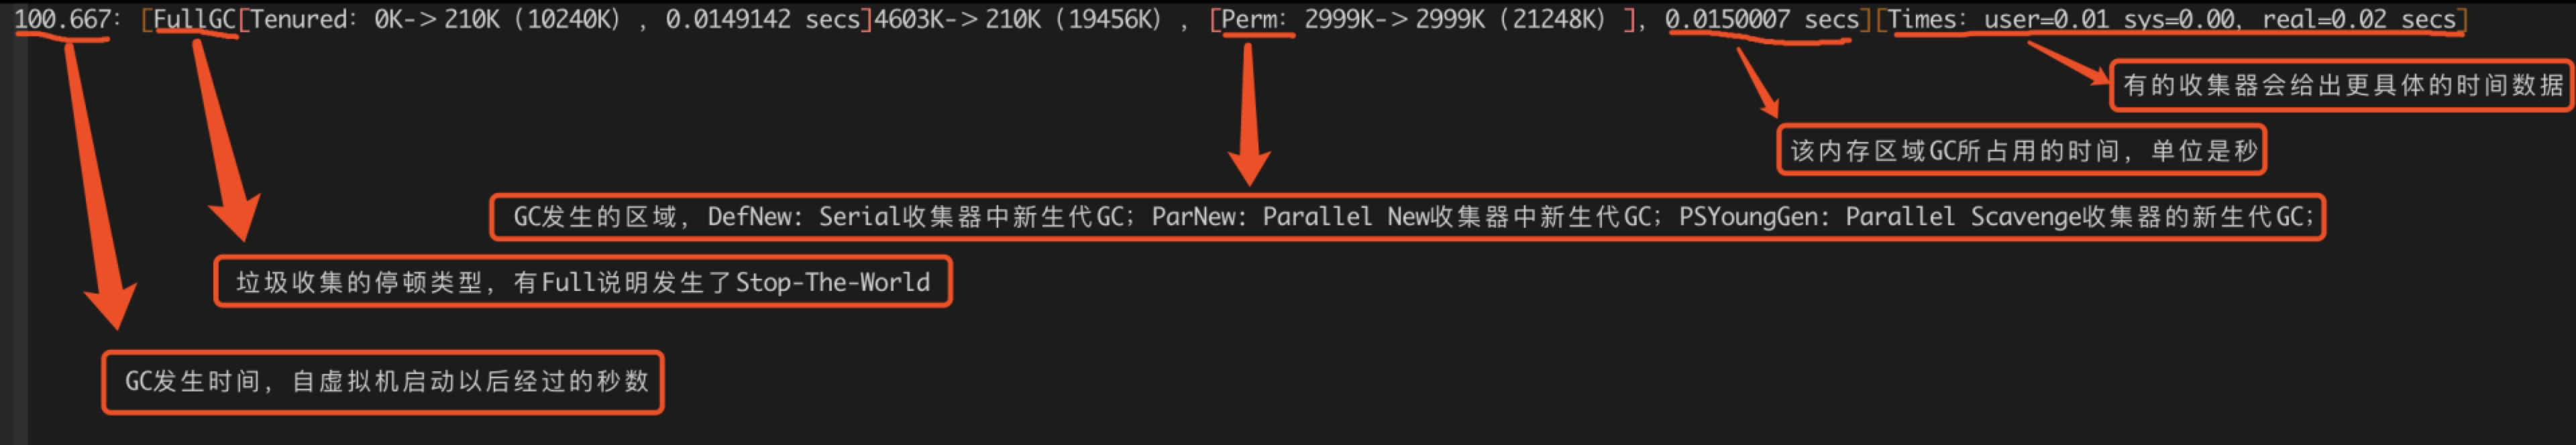 100.667: [FullGC[Tenured: 0K->210K (10240K) , 0.0149142 secs]4603K->210K (19456K) , [Perm: 2999K->2999K (21248K) ], 0.0150007 secs][Times: user=0.01 sys=0.00, real=0.02 secs]
有的收集器会给出更具体的时间数据
该内存区域GC所占用的时间, 单位是秒
GC发生的区域, DefNew: Serial收集器中新生代GC; ParNew: Parallel New收集器中新生代GC; PSYoungGen: Parallel Scavenge收集器的新生代GC;
垃圾收集的停顿类型, 有Full说明发生了Stop-The-World
GC发生时间, 自虚拟机启动以后经过的秒数